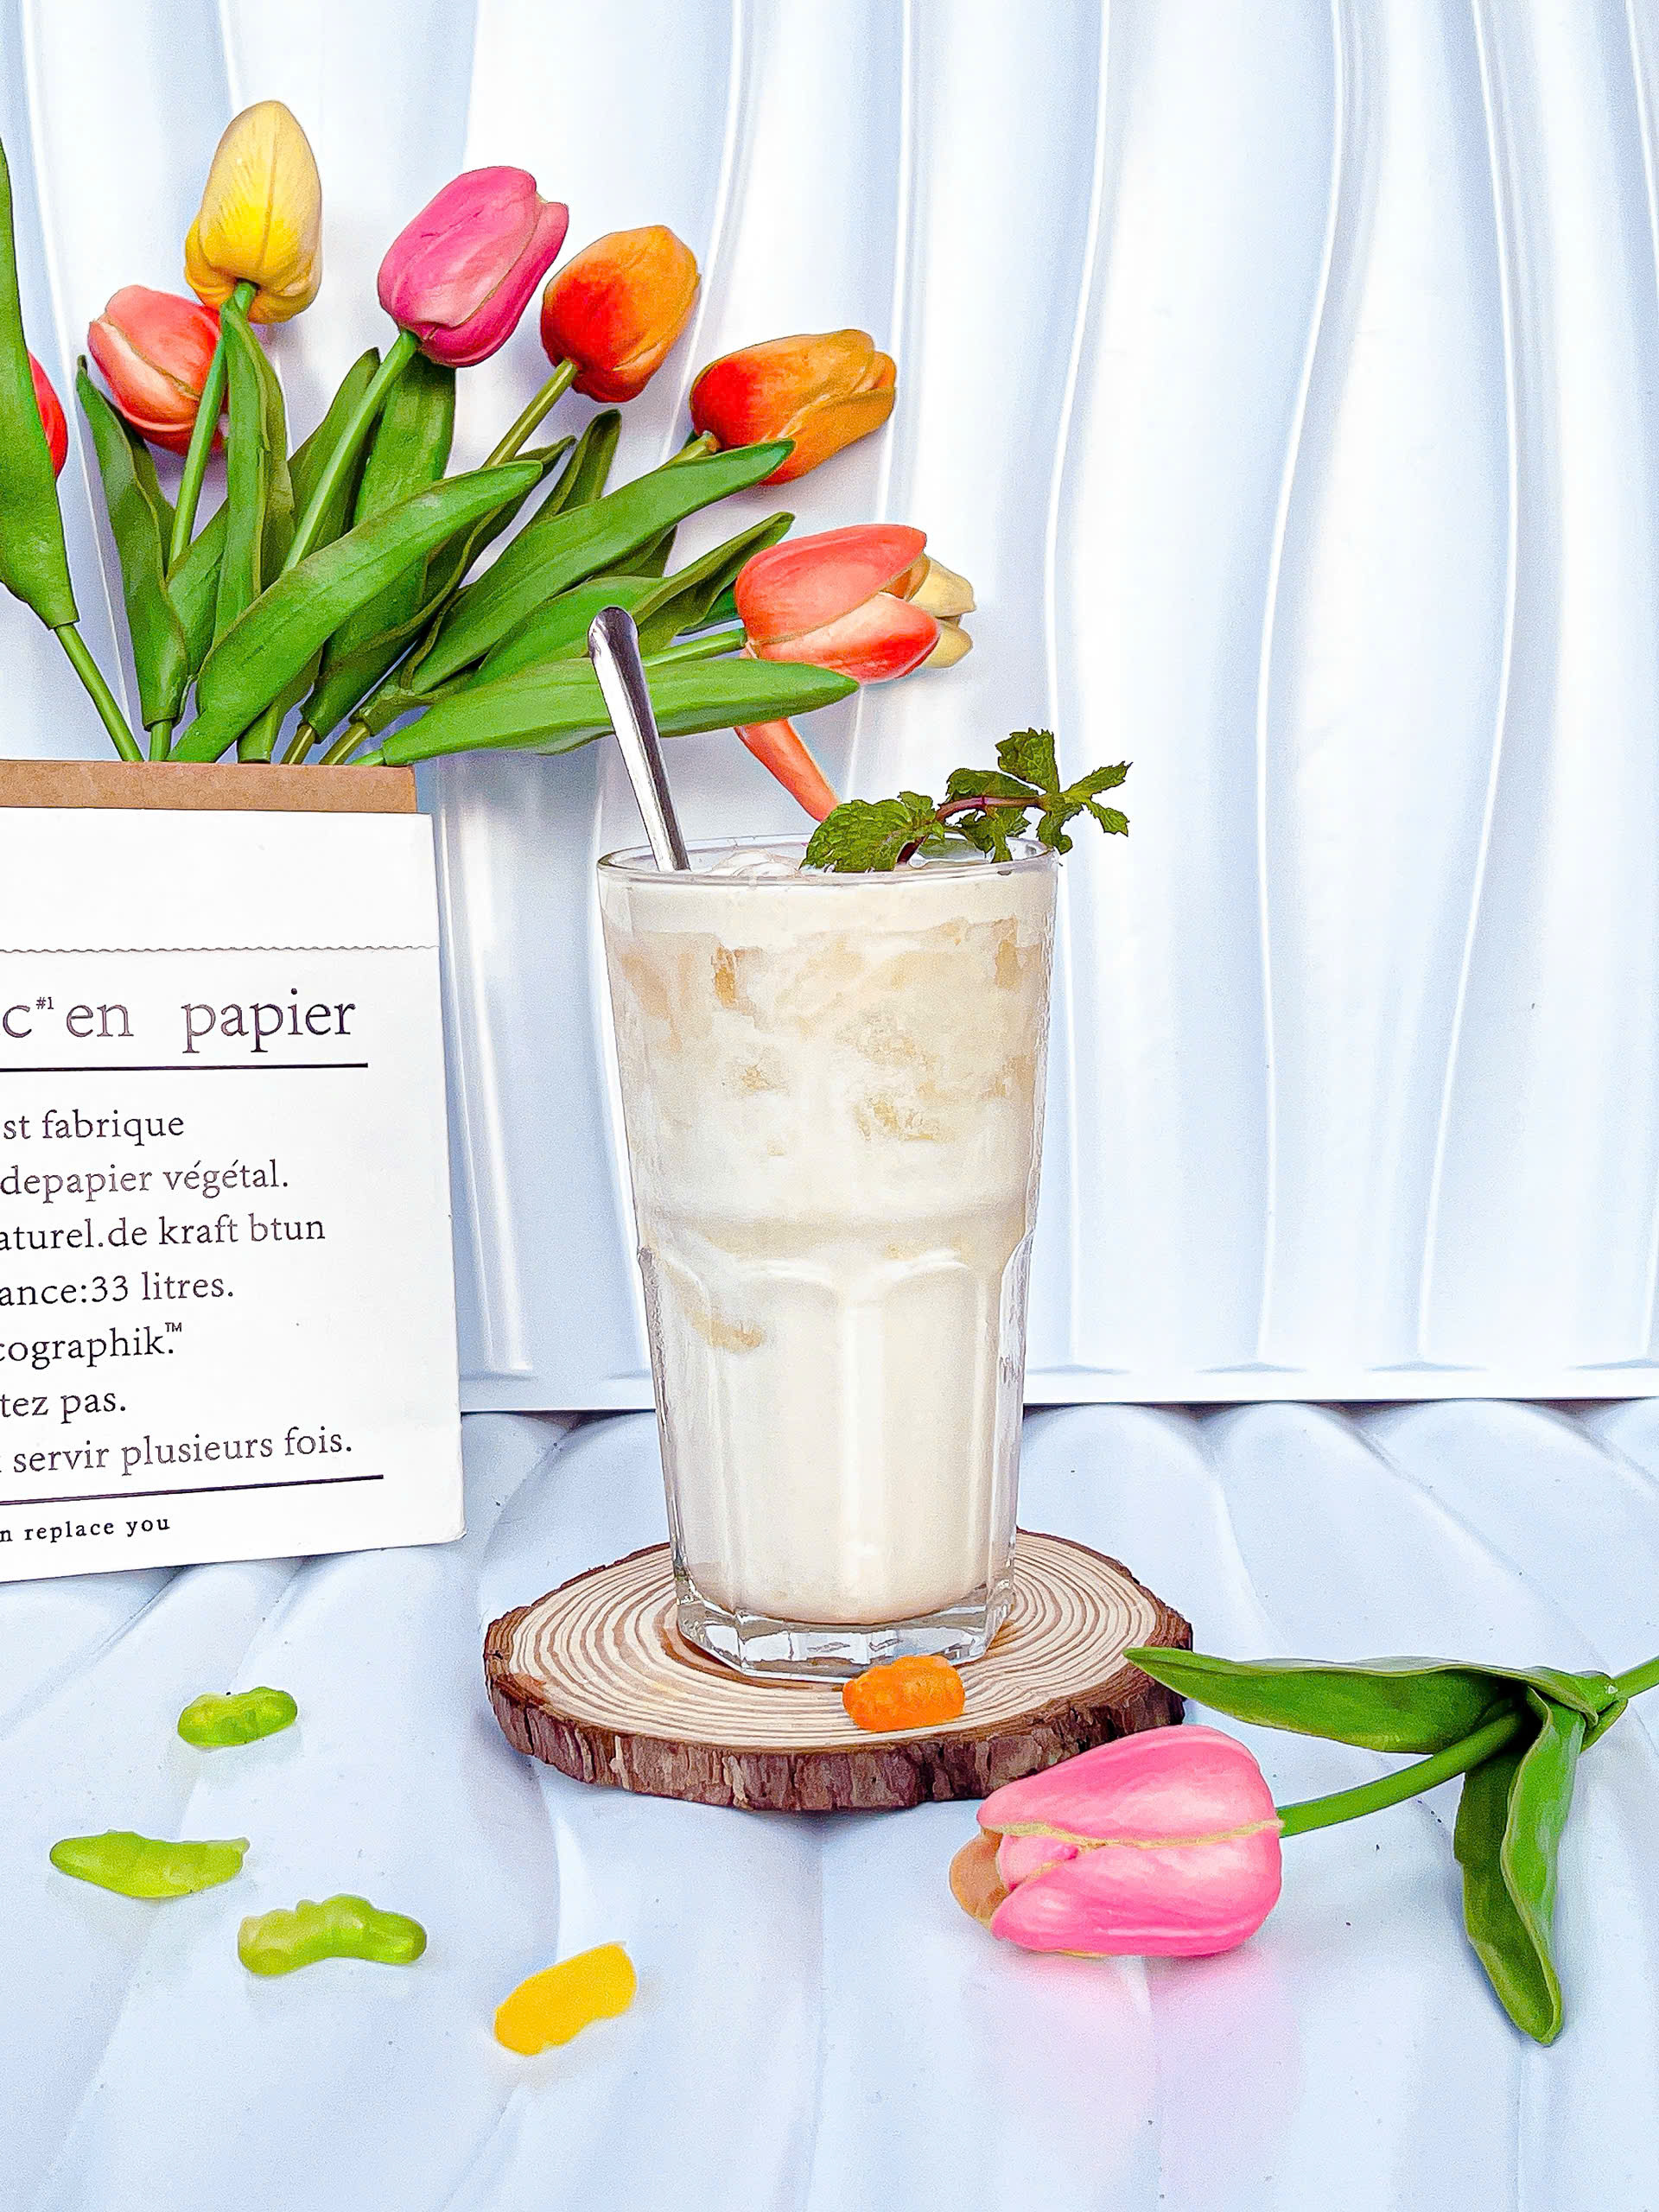 c#1 en papier
st fabrique
depapier végétal.
aturel.de kraft btun
ance:33 litres.
cographik.™
tez pas.
servir plusieurs fois.
n replace you